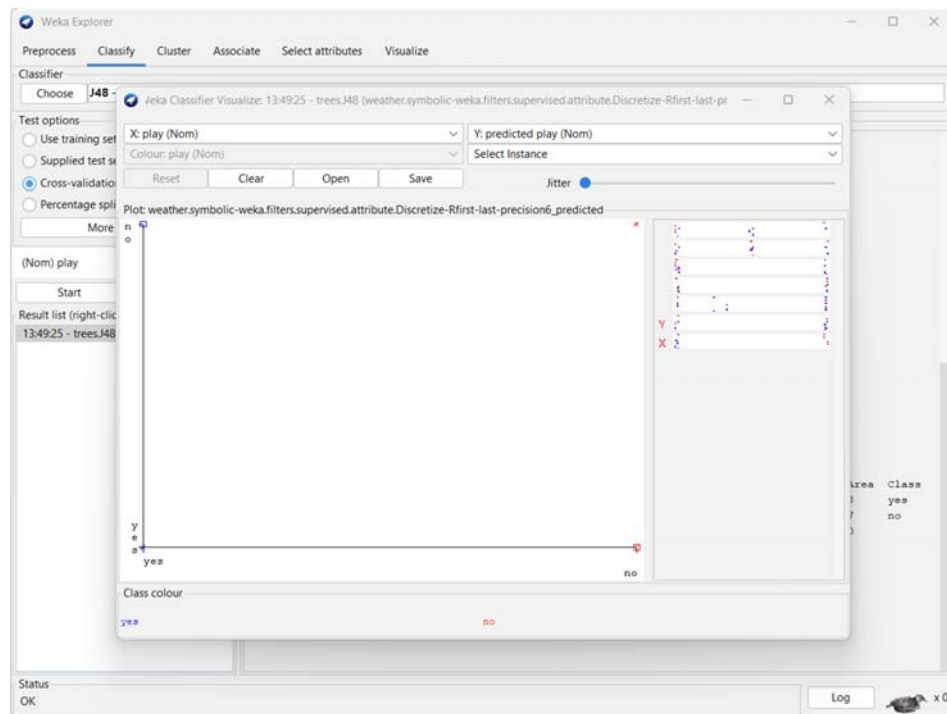 Weka Explorer
Preprocess Classify Cluster Associate Select attributes Visualize
Classifier
Choose J48 -
Weka Classifier Visualize: 13:49:25 - trees.J48 (weather.symbolic-weka.filters.supervised.attribute.Discretize-Rfirst-last-pr
Test options
Use training set
Supplied test se
Cross-validatio
Percentage spli
More
(Nom) play
Start
Result list (right-clic
13:49:25 - trees.J48
X: play (Nom) Y: predicted play (Nom)
Colour: play (Nom) Select Instance
Reset Clear Open Save Jitter
Plot: weather.symbolic-weka.filters.supervised.attribute.Discretize-Rfirst-last-precision6_predicted
n
o
Y
X
y
e
s
yes
no
Class colour
yes no
Area Class
yes
no
Status
OK
Log x 0